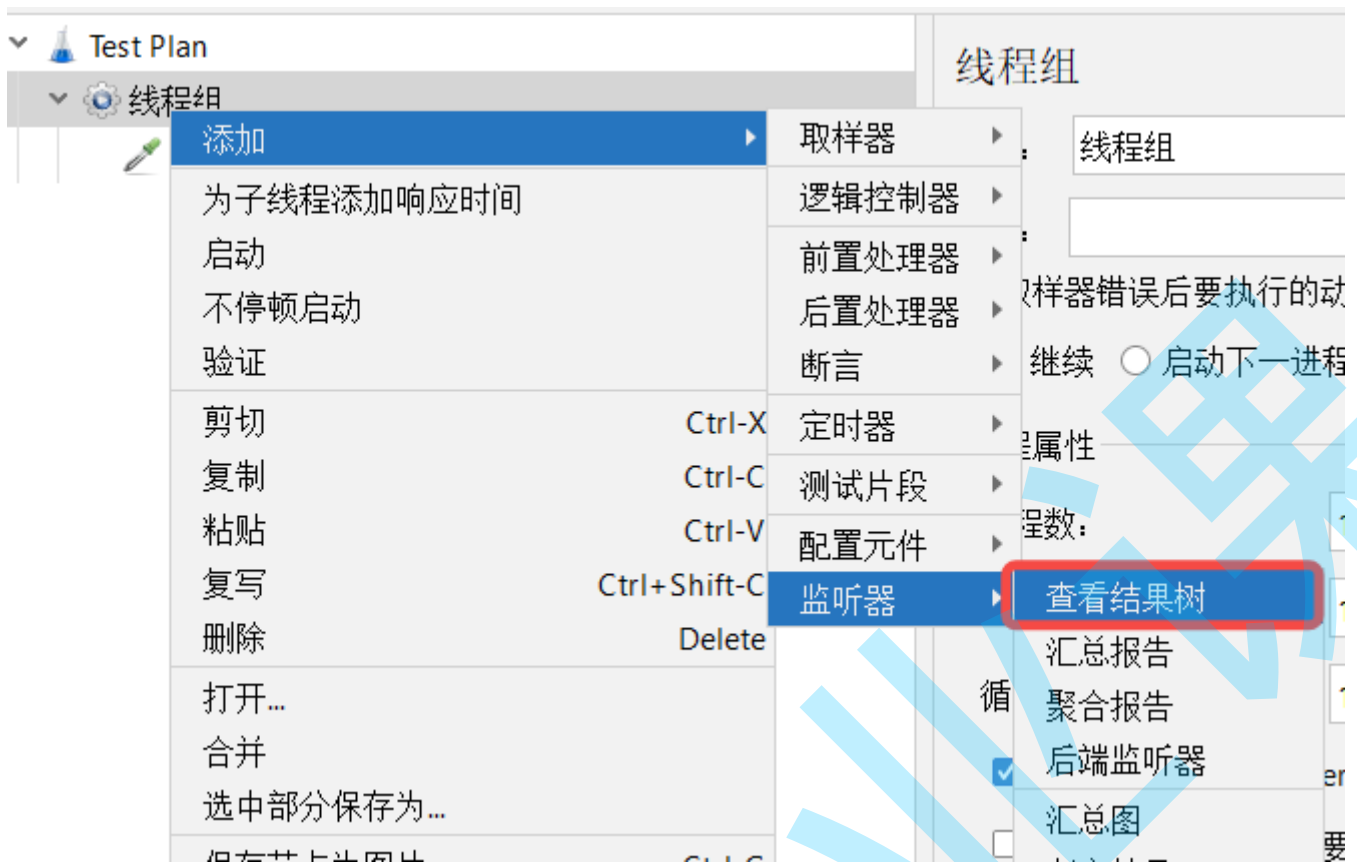 Test Plan
线程组
添加
为子线程添加响应时间
启动
不停顿启动
验证
剪切 Ctrl-X
复制 Ctrl-C
粘贴 Ctrl-V
复写 Ctrl+Shift-C
删除 Delete
打开...
合并
选中部分保存为...
取样器
逻辑控制器
前置处理器
后置处理器
断言
定时器
测试片段
配置元件
监听器
查看结果树
汇总报告
聚合报告
后端监听器
汇总图
线程组
线程组
样器错误后要执行的动
继续 启动下一进程
属性
程数：
循
er
要